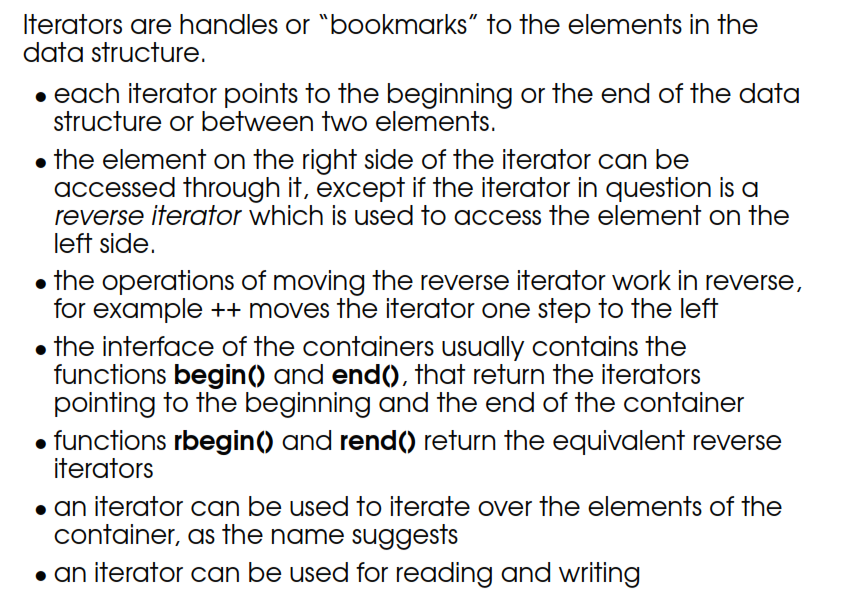 Iterators are handles or “bookmarks” to the elements in the
data structure.
• each iterator points to the beginning or the end of the data
structure or between two elements.
• the element on the right side of the iterator can be
accessed through it, except if the iterator in question is a
reverse iterator which is used to access the element on the
left side.
• the operations of moving the reverse iterator work in reverse,
for example ++ moves the iterator one step to the left
• the interface of the containers usually contains the
functions begin() and end(), that return the iterators
pointing to the beginning and the end of the container
• functions rbegin() and rend() return the equivalent reverse
iterators
• an iterator can be used to iterate over the elements of the
container, as the name suggests
• an iterator can be used for reading and writing